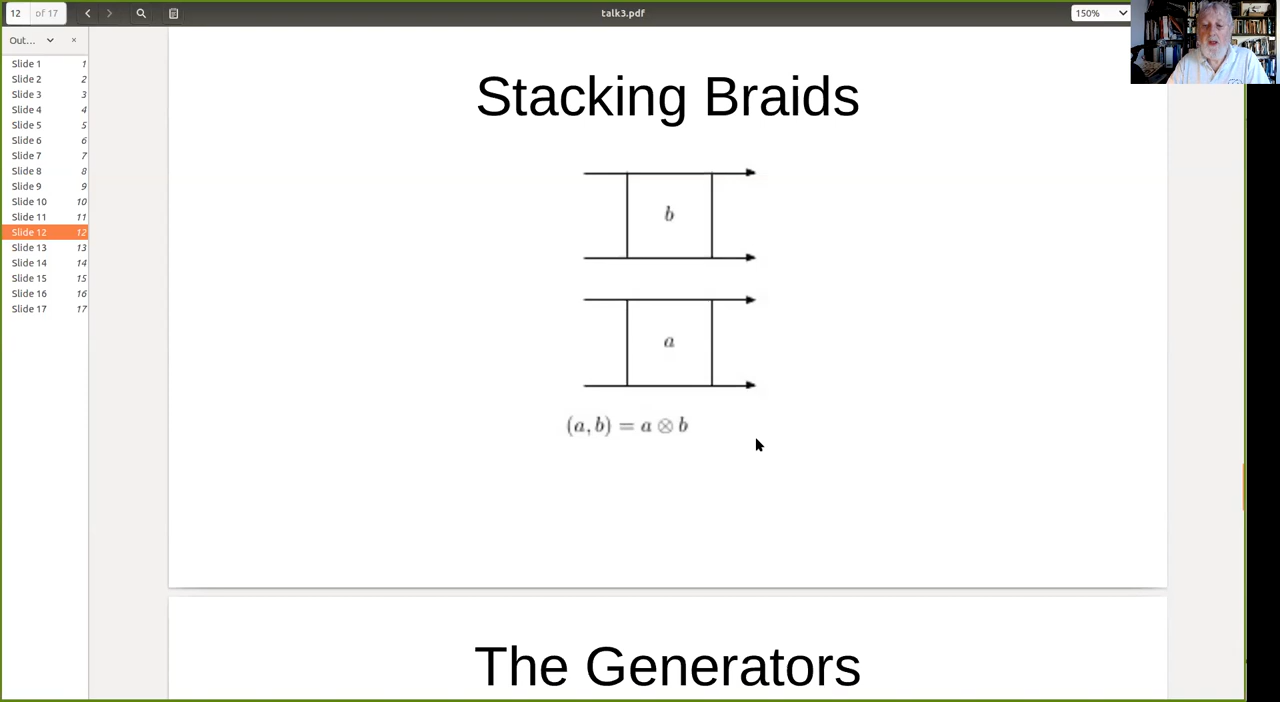 12 of 17
talk3.pdf
150%
Out...
Slide 1 1
Slide 2 2
Slide 3 3
Slide 4 4
Slide 5 5
Slide 6 6
Slide 7 7
Slide 8 8
Slide 9 9
Slide 10 10
Slide 11 11
Slide 12 12
Slide 13 13
Slide 14 14
Slide 15 15
Slide 16 16
Slide 17 17
Stacking Braids
b
a
(a, b) = a ⊗ b
The Generators